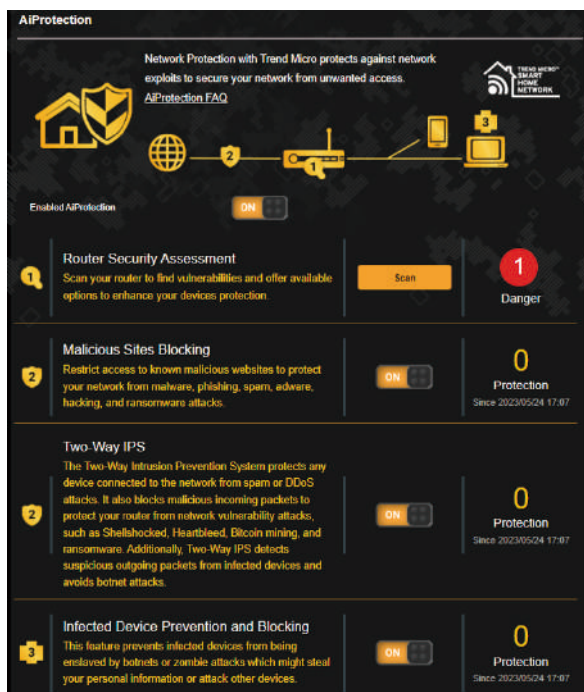 AiProtection
Network Protection with Trend Micro protects against network
exploits to secure your network from unwanted access.
AiProtection FAQ
TREND MICRO™
SMART
HOME
NETWORK
3
2
1
Enabled AiProtection
ON
1
Router Security Assessment
Scan your router to find vulnerabilities and offer available
options to enhance your devices protection.
Scan
1
Danger
2
Malicious Sites Blocking
Restrict access to known malicious websites to protect
your network from malware, phishing, spam, adware,
hacking, and ransomware attacks.
ON
0
Protection
Since 2023/05/24 17:07
2
Two-Way IPS
The Two-Way Intrusion Prevention System protects any
device connected to the network from spam or DDoS
attacks. It also blocks malicious incoming packets to
protect your router from network vulnerability attacks,
such as Shellshocked, Heartbleed, Bitcoin mining, and
ransomware. Additionally, Two-Way IPS detects
suspicious outgoing packets from infected devices and
avoids botnet attacks.
ON
0
Protection
Since 2023/05/24 17:07
3
Infected Device Prevention and Blocking
This feature prevents infected devices from being
enslaved by botnets or zombie attacks which might steal
your personal information or attack other devices.
ON
0
Protection
Since 2023/05/24 17:07